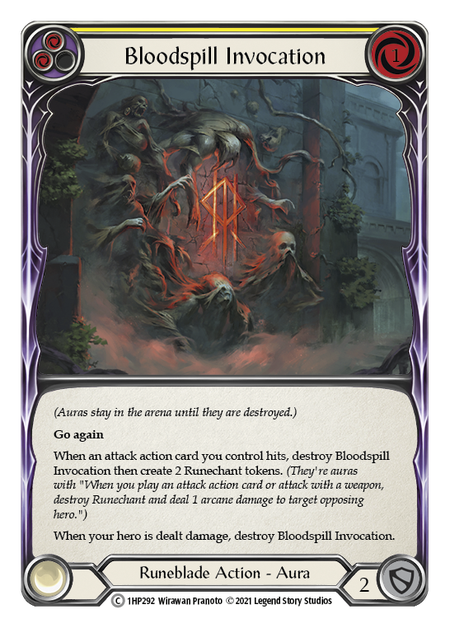 Bloodspill Invocation
1
(Auras stay in the arena until they are destroyed.)
Go again
When an attack action card you control hits, destroy Bloodspill
Invocation then create 2 Runechant tokens. (They're auras
with "When you play an attack action card or attack with a weapon,
destroy Runechant and deal 1 arcane damage to target opposing
hero.")
When your hero is dealt damage, destroy Bloodspill Invocation.
Runeblade Action - Aura
2
C 1HP292 Wirawan Pranoto © 2021 Legend Story Studios